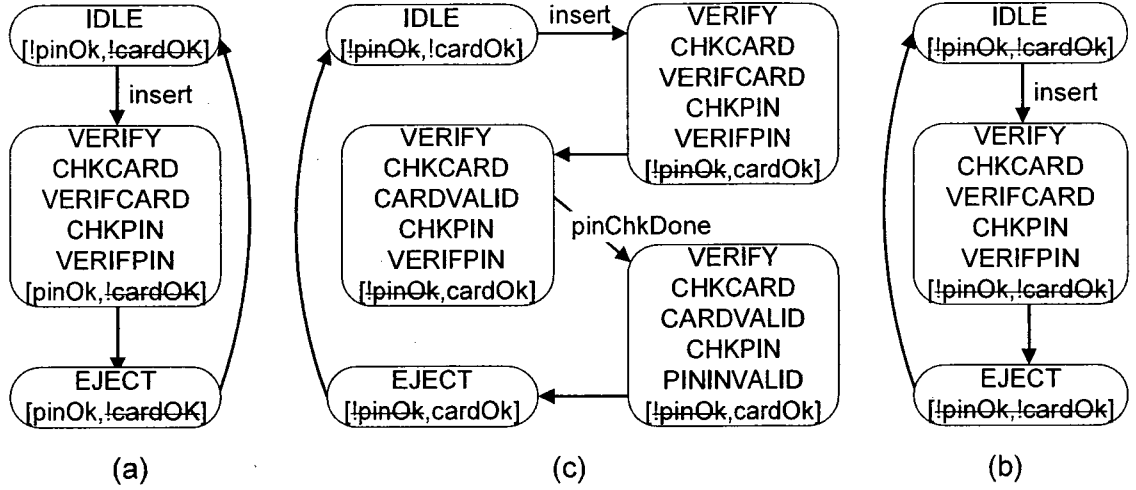 IDLE
[!pinOk,!cardOK]
insert
VERIFY
CHKCARD
VERIFCARD
CHKPIN
VERIFPIN
[pinOk,!cardOK]
EJECT
[pinOk,!cardOK]
(a)
IDLE
[!pinOk,!cardOk]
insert
VERIFY
CHKCARD
VERIFCARD
CHKPIN
VERIFPIN
[!pinOk,cardOk]
VERIFY
CHKCARD
CARDVALID
CHKPIN
VERIFPIN
[!pinOk,cardOk]
pinChkDone
VERIFY
CHKCARD
CARDVALID
CHKPIN
PININVALID
[!pinOk,cardOk]
EJECT
[!pinOk,cardOk]
(c)
IDLE
[!pinOk,!cardOk]
insert
VERIFY
CHKCARD
VERIFCARD
CHKPIN
VERIFPIN
[!pinOk,!cardOk]
EJECT
[!pinOk,!cardOk]
(b)